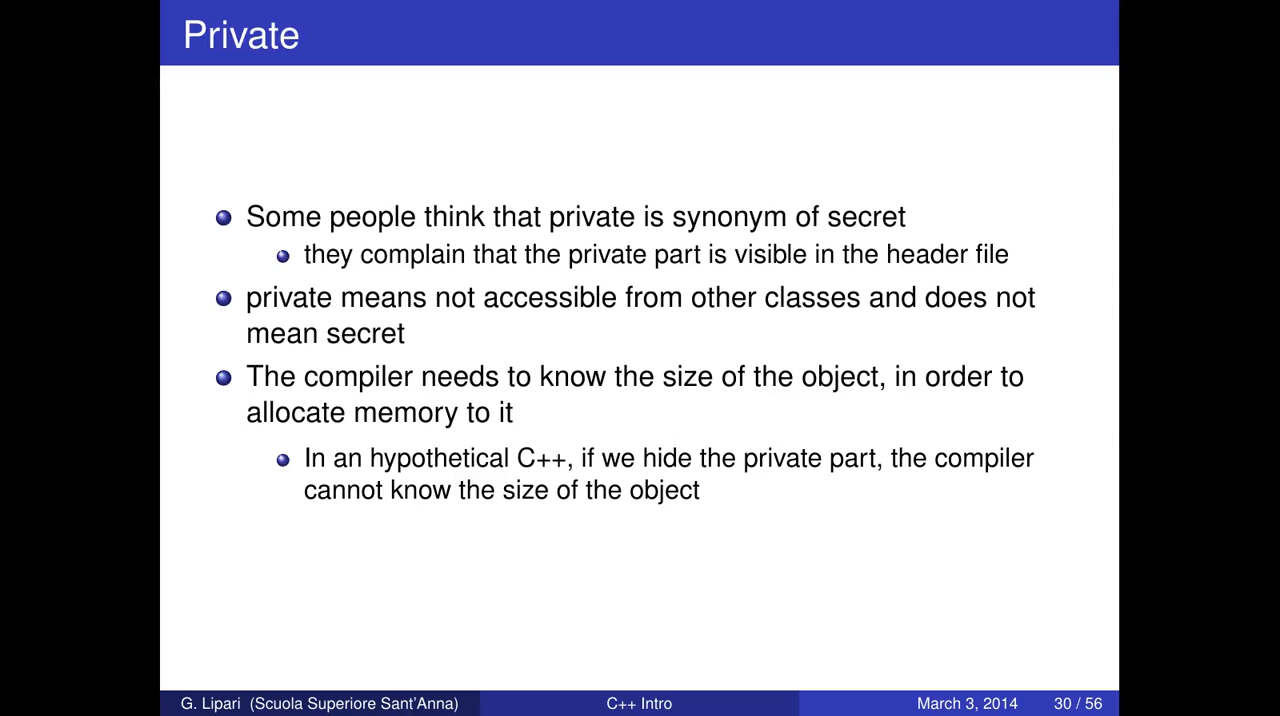 Private
Some people think that private is synonym of secret
they complain that the private part is visible in the header file
private means not accessible from other classes and does not
mean secret
The compiler needs to know the size of the object, in order to
allocate memory to it
In an hypothetical C++, if we hide the private part, the compiler
cannot know the size of the object
G. Lipari (Scuola Superiore Sant'Anna) C++ Intro March 3, 2014 30 / 56